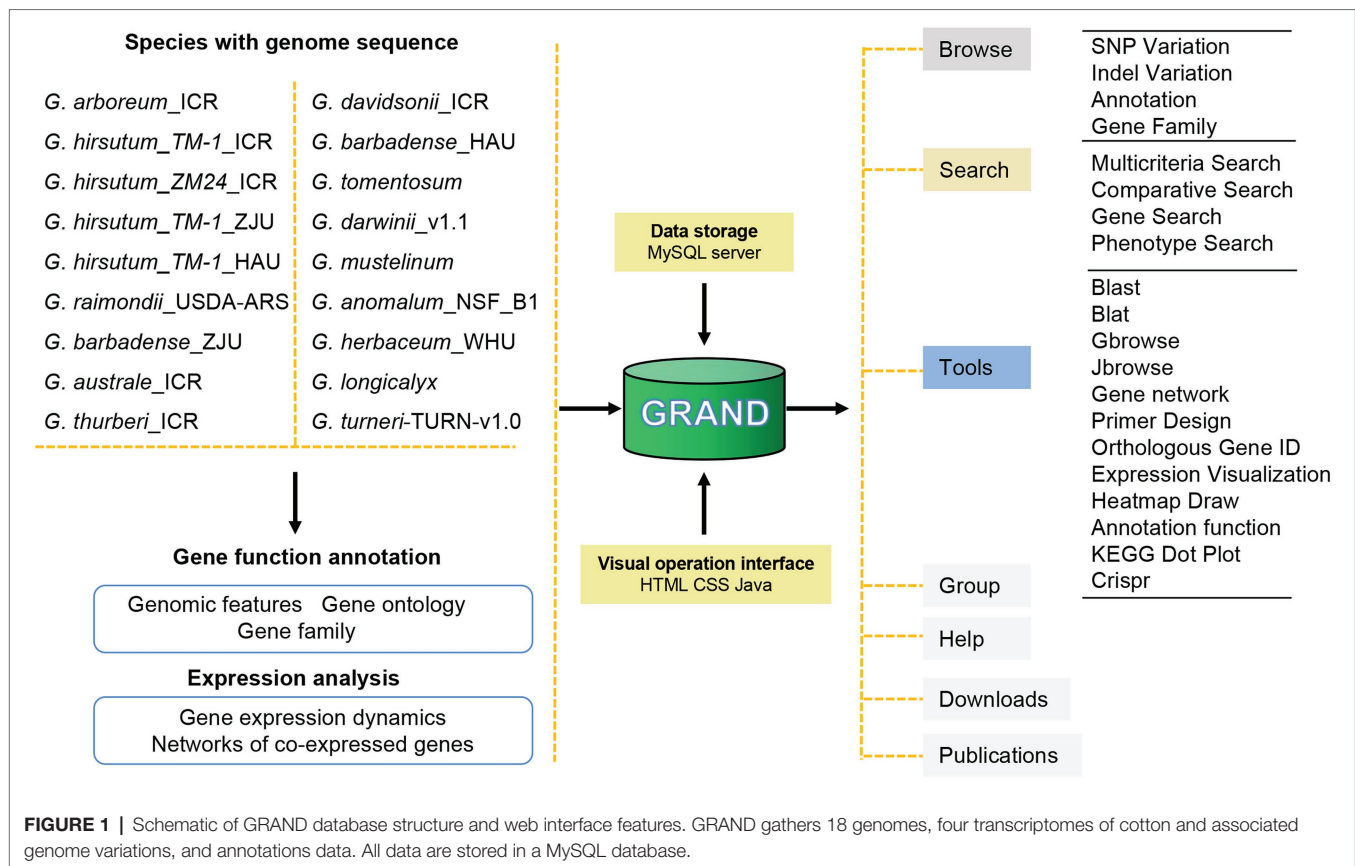 Species with genome sequence
G. arboreum_ICR
G. hirsutum_TM-1_ICR
G. hirsutum_ZM24_ICR
G. hirsutum_TM-1_ZJU
G. hirsutum_TM-1_HAU
G. raimondii_USDA-ARS
G. barbadense_ZJU
G. australe_ICR
G. thurberi_ICR
G. davidsonii_ICR
G. barbadense_HAU
G. tomentosum
G. darwinii_v1.1
G. mustelinum
G. anomalum_NSF_B1
G. herbaceum_WHU
G. longicalyx
G. turneri-TURN-v1.0
Gene function annotation
Genomic features Gene ontology
Gene family
Expression analysis
Gene expression dynamics
Networks of co-expressed genes
Data storage
MySQL server
GRAND
Visual operation interface
HTML CSS Java
Browse
SNP Variation
Indel Variation
Annotation
Gene Family
Search
Multicriteria Search
Comparative Search
Gene Search
Phenotype Search
Tools
Blast
Blat
Gbrowse
Jbrowse
Gene network
Primer Design
Orthologous Gene ID
Expression Visualization
Heatmap Draw
Annotation function
KEGG Dot Plot
Crispr
Group
Help
Downloads
Publications
FIGURE 1 | Schematic of GRAND database structure and web interface features. GRAND gathers 18 genomes, four transcriptomes of cotton and associated
genome variations, and annotations data. All data are stored in a MySQL database.